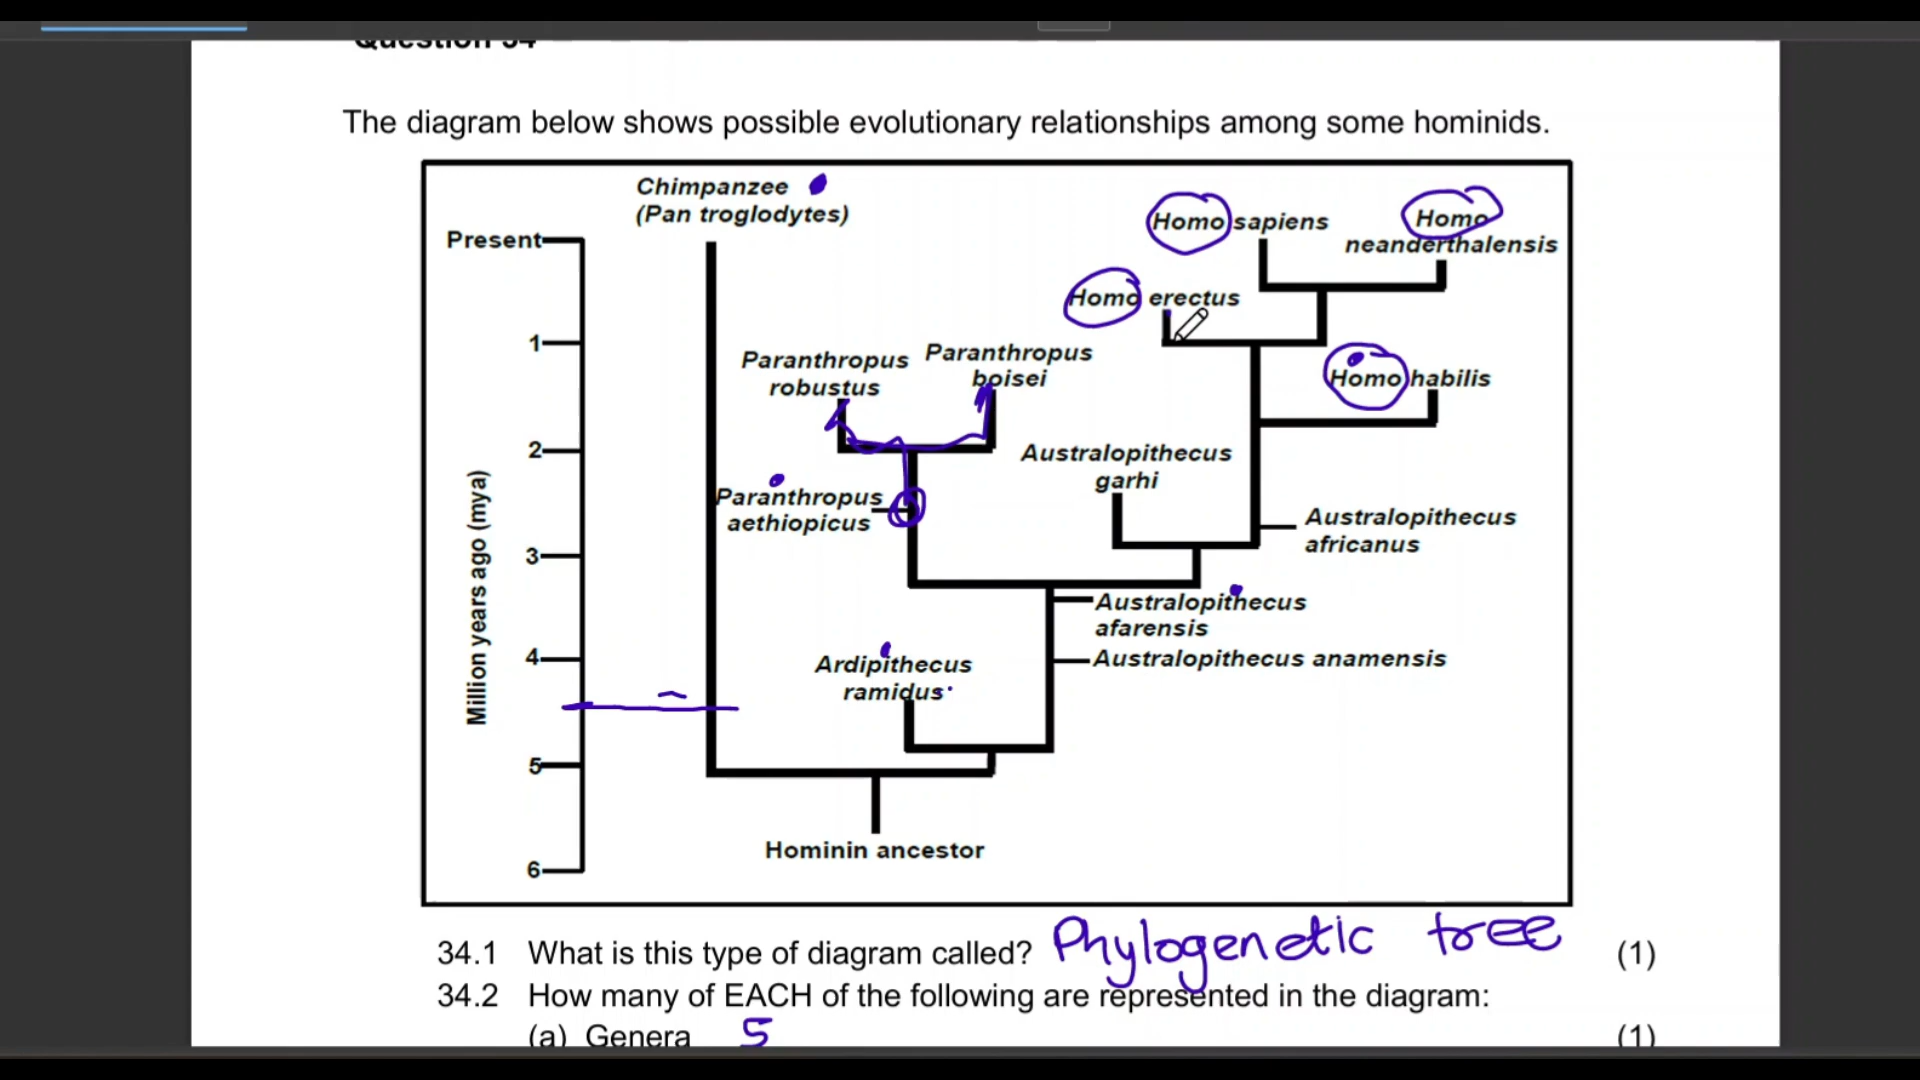 Question 34
The diagram below shows possible evolutionary relationships among some hominids.
Chimpanzee
(Pan troglodytes)
Homo sapiens
Homo
neanderthalensis
Present
Homo erectus
1
Paranthropus
robustus
Paranthropus
boisei
Homo habilis
2
Australopithecus
garhi
Paranthropus
aethiopicus
Australopithecus
africanus
3
Australopithecus
afarensis
Million years ago (mya)
4
Ardipithecus
ramidus
Australopithecus anamensis
5
Hominin ancestor
6
34.1 What is this type of diagram called? Phylogenetic tree (1)
34.2 How many of EACH of the following are represented in the diagram:
(a) Genera 5 (1)